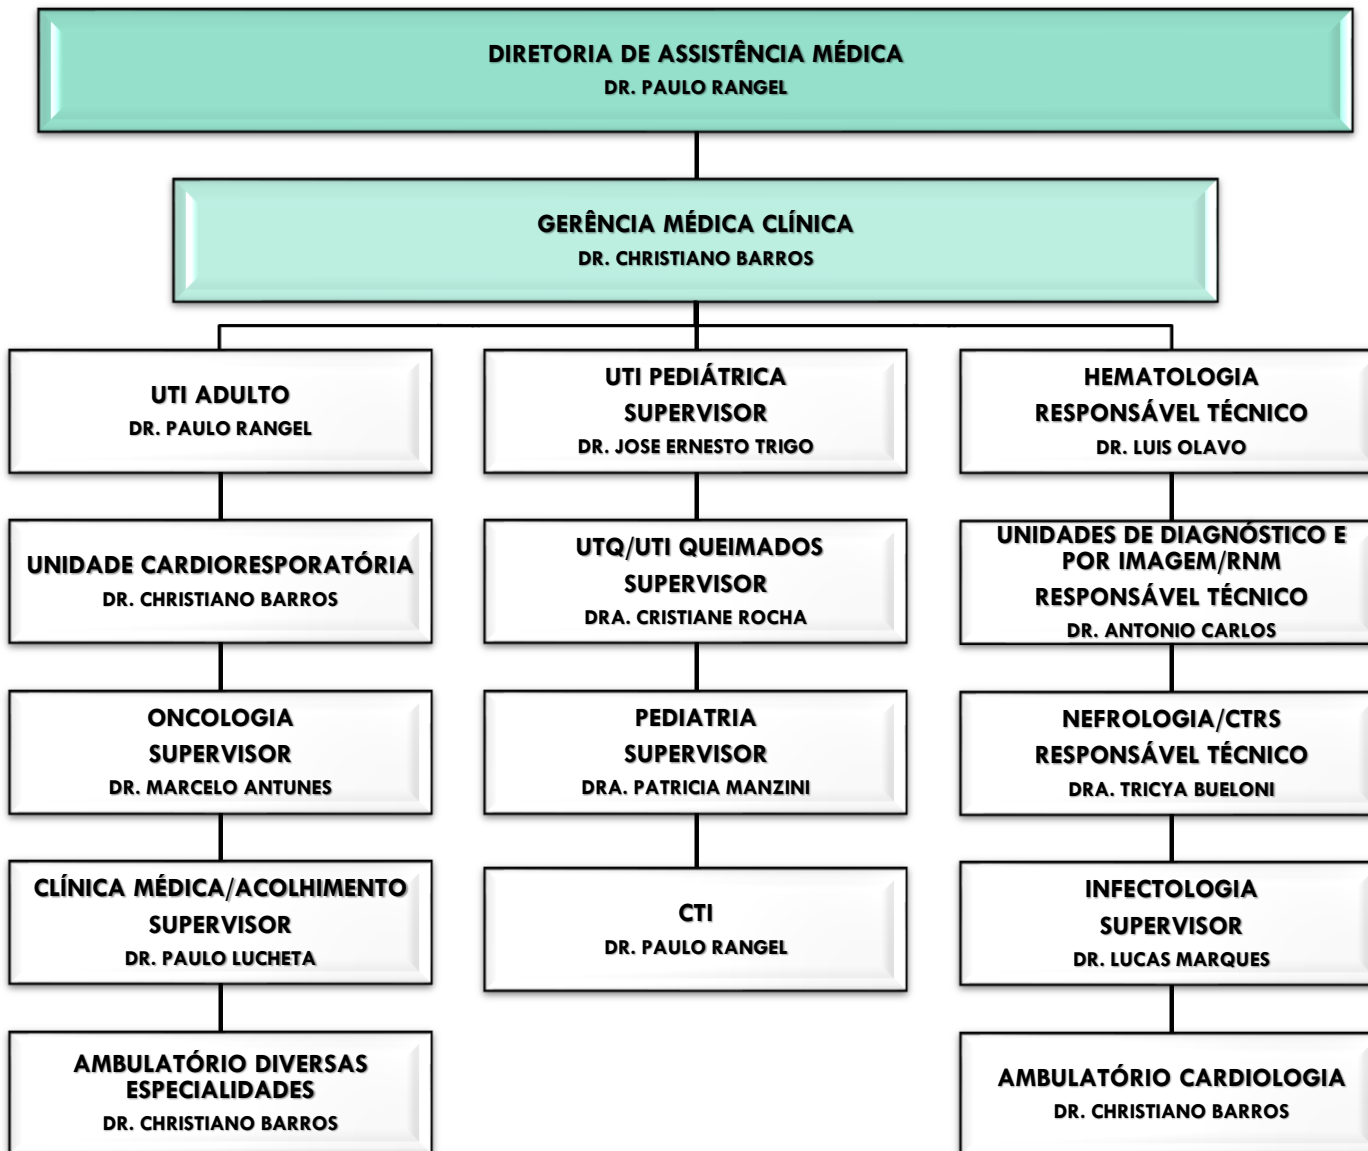 DIRETORIA DE ASSISTÊNCIA MÉDICA
DR. PAULO RANGEL
GERÊNCIA MÉDICA CLÍNICA
DR. CHRISTIANO BARROS
UTI ADULTO
DR. PAULO RANGEL
UNIDADE CARDIORESPORATÓRIA
DR. CHRISTIANO BARROS
ONCOLOGIA
SUPERVISOR
DR. MARCELO ANTUNES
CLÍNICA MÉDICA/ACOLHIMENTO
SUPERVISOR
DR. PAULO LUCHETA
AMBULATÓRIO DIVERSAS
ESPECIALIDADES
DR. CHRISTIANO BARROS
UTI PEDIÁTRICA
SUPERVISOR
DR. JOSE ERNESTO TRIGO
UTQ/UTI QUEIMADOS
SUPERVISOR
DRA. CRISTIANE ROCHA
PEDIATRIA
SUPERVISOR
DRA. PATRICIA MANZINI
CTI
DR. PAULO RANGEL
HEMATOLOGIA
RESPONSÁVEL TÉCNICO
DR. LUIS OLAVO
UNIDADES DE DIAGNÓSTICO E
POR IMAGEM/RNM
RESPONSÁVEL TÉCNICO
DR. ANTONIO CARLOS
NEFROLOGIA/CTRS
RESPONSÁVEL TÉCNICO
DRA. TRICYA BUELONI
INFECTOLOGIA
SUPERVISOR
DR. LUCAS MARQUES
AMBULATÓRIO CARDIOLOGIA
DR. CHRISTIANO BARROS